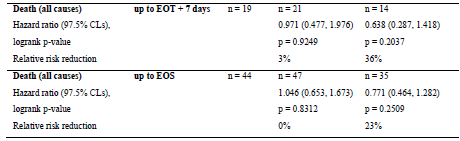 Death (all causes) up to EOT + 7 days n = 19 n = 21 n = 14
Hazard ratio (97.5% CLs), 0.971 (0.477, 1.976) 0.638 (0.287, 1.418)
logrank p-value p = 0.9249 p = 0.2037
Relative risk reduction 3% 36%
Death (all causes) up to EOS n = 44 n = 47 n = 35
Hazard ratio (97.5% CLs), 1.046 (0.653, 1.673) 0.771 (0.464, 1.282)
logrank p-value p = 0.8312 p = 0.2509
Relative risk reduction 0% 23%